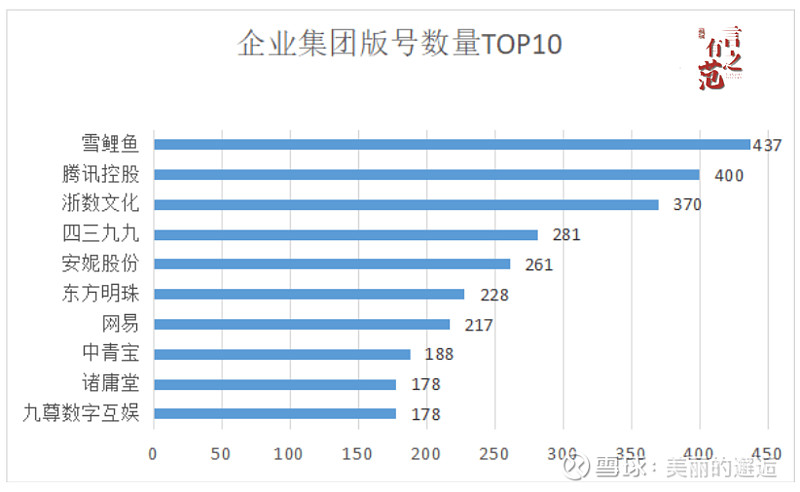 企业集团版号数量TOP10
言之有范
雪鲤鱼 437
腾讯控股 400
浙数文化 370
四三九九 281
安妮股份 261
东方明珠 228
网易 217
中青宝 188
诸庸堂 178
九尊数字互娱 178
0 50 100 150 200 250 300 350 400 450
雪球：美丽的邂逅